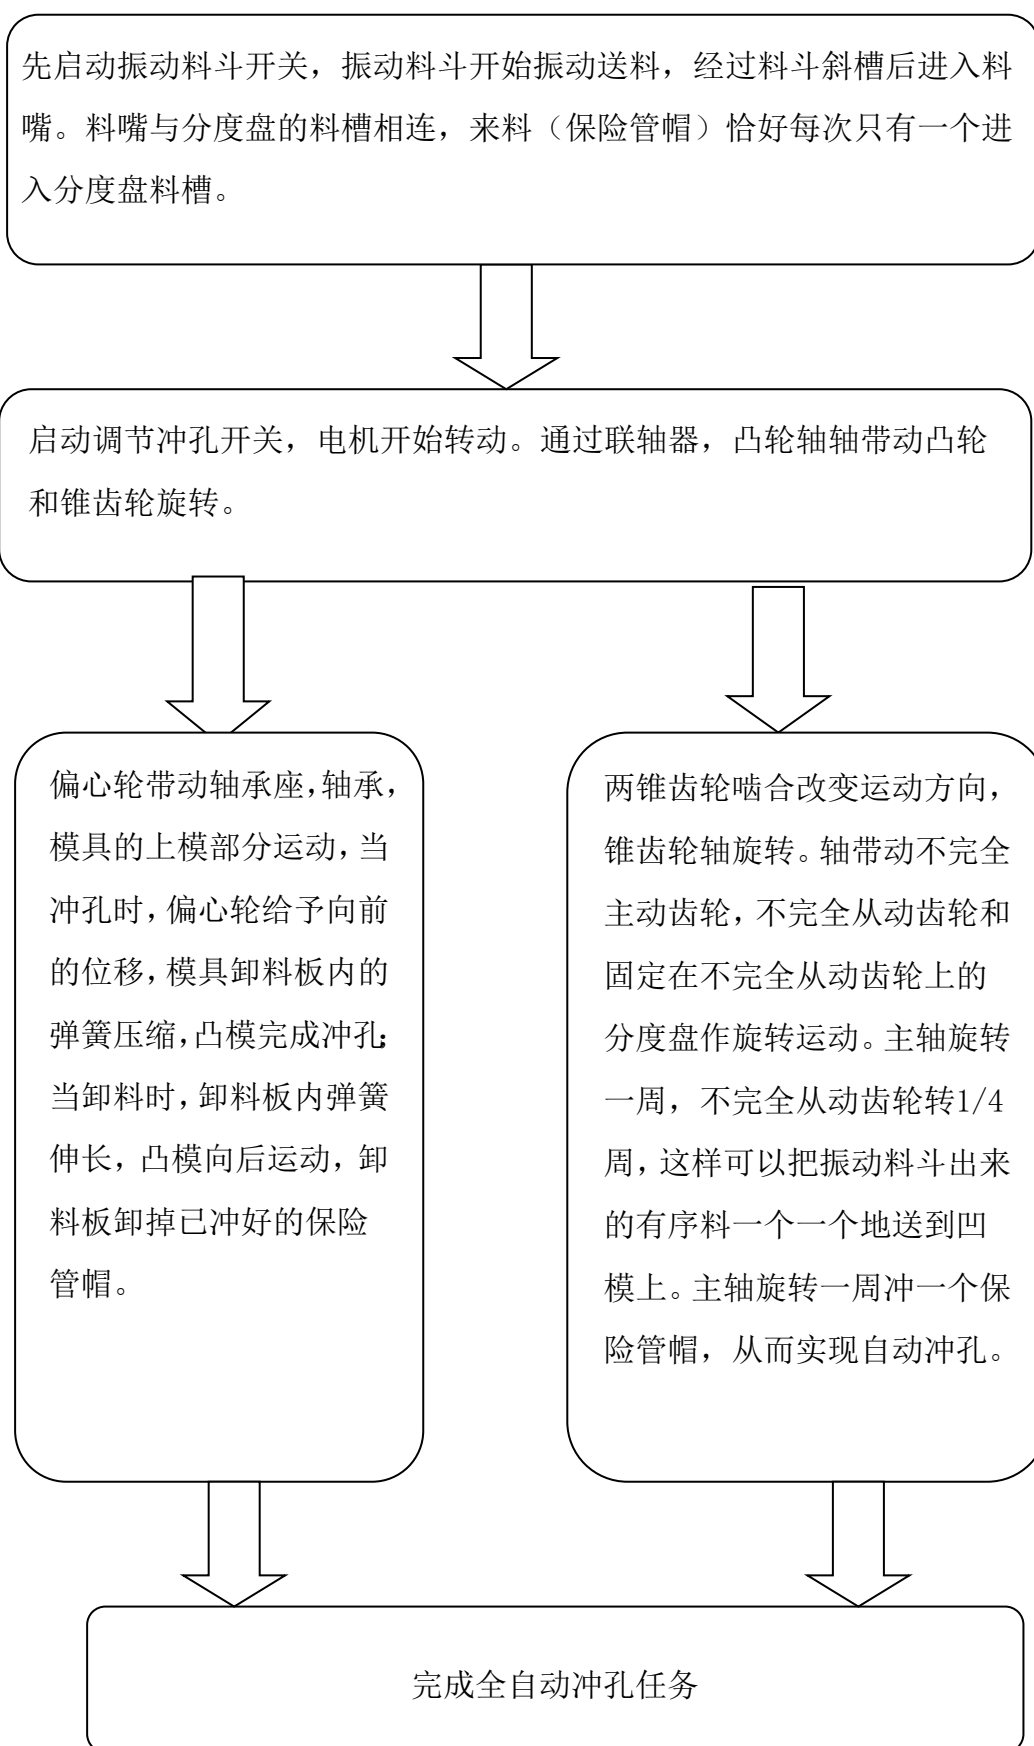 先启动振动料斗开关，振动料斗开始振动送料，经过料斗斜槽后进入料
嘴。料嘴与分度盘的料槽相连，来料（保险管帽）恰好每次只有一个进
入分度盘料槽。
启动调节冲孔开关，电机开始转动。通过联轴器，凸轮轴轴带动凸轮
和锥齿轮旋转。
偏心轮带动轴承座，轴承，
模具的上模部分运动，当
冲孔时，偏心轮给予向前
的位移，模具卸料板内的
弹簧压缩，凸模完成冲孔；
当卸料时，卸料板内弹簧
伸长，凸模向后运动，卸
料板卸掉已冲好的保险
管帽。
两锥齿轮啮合改变运动方向，
锥齿轮轴旋转。轴带动不完全
主动齿轮，不完全从动齿轮和
固定在不完全从动齿轮上的
分度盘作旋转运动。主轴旋转
一周，不完全从动齿轮转1/4
周，这样可以把振动料斗出来
的有序料一个一个地送到凹
模上。主轴旋转一周冲一个保
险管帽，从而实现自动冲孔。
完成全自动冲孔任务